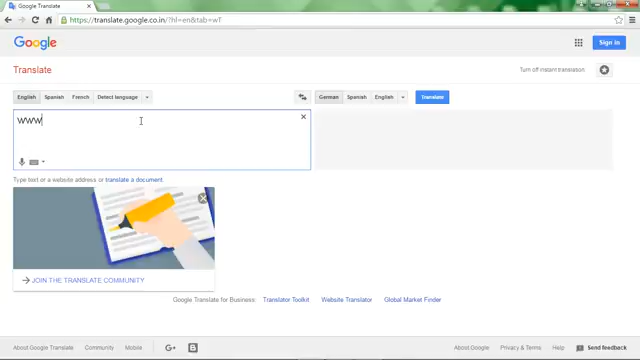 Google Translate
https://translate.google.co.in/?hl=en&tab=wT
Google
Sign in
Translate
Turn off instant translation
English Spanish French Detect language
German Spanish English Translate
www
Type text or a website address or translate a document.
JOIN THE TRANSLATE COMMUNITY
Google Translate for Business: Translator Toolkit Website Translator Global Market Finder
About Google Translate Community Mobile G+ B About Google Privacy & Terms Help Send feedback